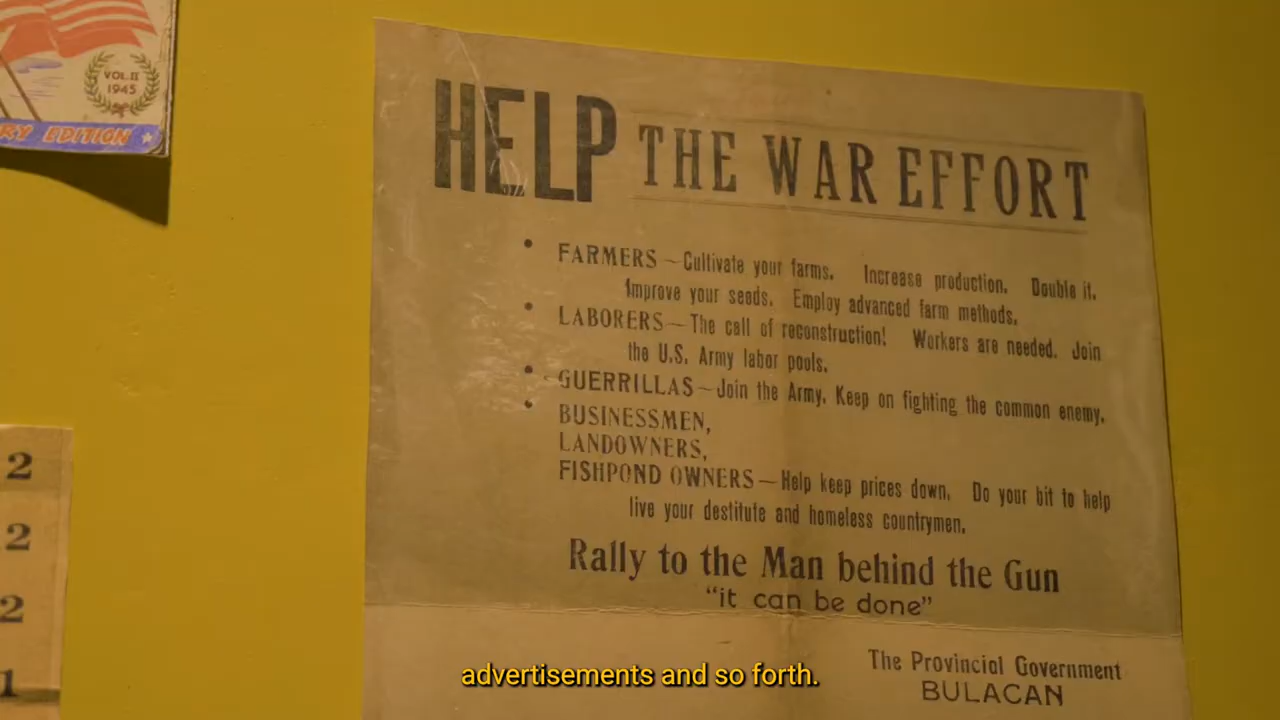 VOL. II
1945
RY EDITION
HELP THE WAR EFFORT
• FARMERS—Cultivate your farms. Increase production. Double it.
Improve your seeds. Employ advanced farm methods.
• LABORERS—The call of reconstruction! Workers are needed. Join
the U.S. Army labor pools.
• GUERRILLAS—Join the Army. Keep on fighting the common enemy.
• BUSINESSMEN,
LANDOWNERS,
FISHPOND OWNERS—Help keep prices down. Do your bit to help
live your destitute and homeless countrymen.
Rally to the Man behind the Gun
“it can be done”
The Provincial Government
BULACAN
2
2
2
1
advertisements and so forth.